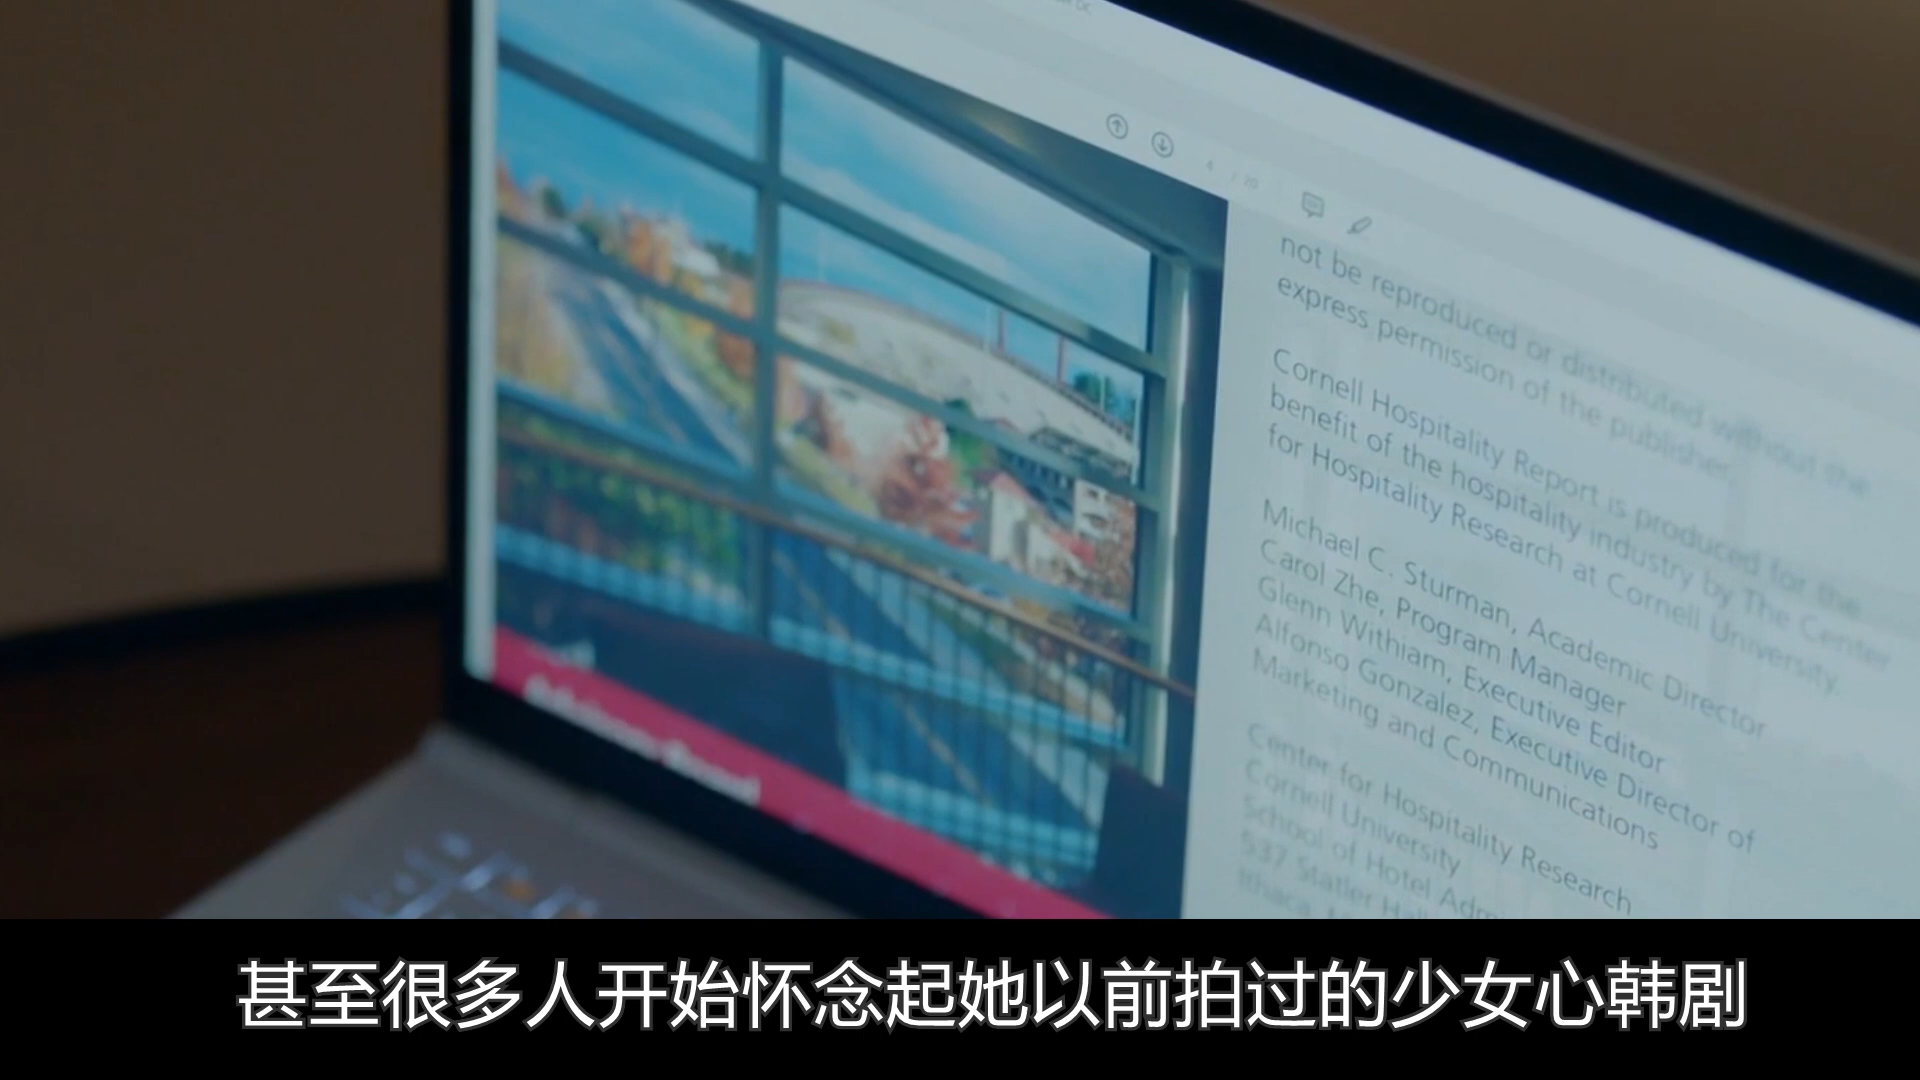 4 / 20
not be reproduced or distributed without the
express permission of the publisher.
Cornell Hospitality Report is produced for the
benefit of the hospitality industry by The Center
for Hospitality Research at Cornell University.
Michael C. Sturman, Academic Director
Carol Zhe, Program Manager
Glenn Withiam, Executive Editor
Alfonso Gonzalez, Executive Director of
Marketing and Communications
Center for Hospitality Research
Cornell University
School of Hotel
537 Statler
Ithaca,
甚至很多人开始怀念起她以前拍过的少女心韩剧